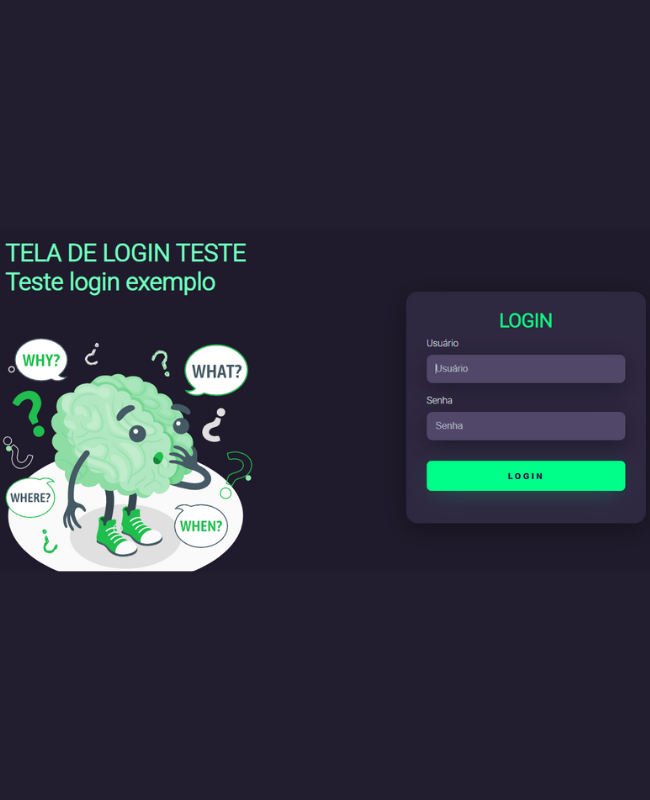 TELA DE LOGIN TESTE
Teste login exemplo
WHY?
WHAT?
WHERE?
WHEN?
LOGIN
Usuário
Usuário
Senha
Senha
LOGIN